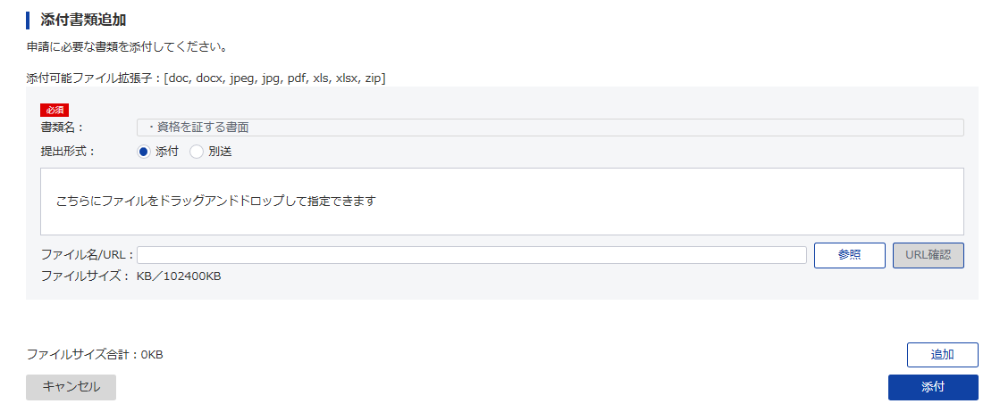 添付書類追加
申請に必要な書類を添付してください。
添付可能ファイル拡張子：[doc, docx, jpeg, jpg, pdf, xls, xlsx, zip]
必須
書類名： ・資格を証する書面
提出形式： 添付 別送
こちらにファイルをドラッグアンドドロップして指定できます
ファイル名/URL： 参照 URL確認
ファイルサイズ： KB／102400KB
ファイルサイズ合計：0KB 追加
キャンセル 添付